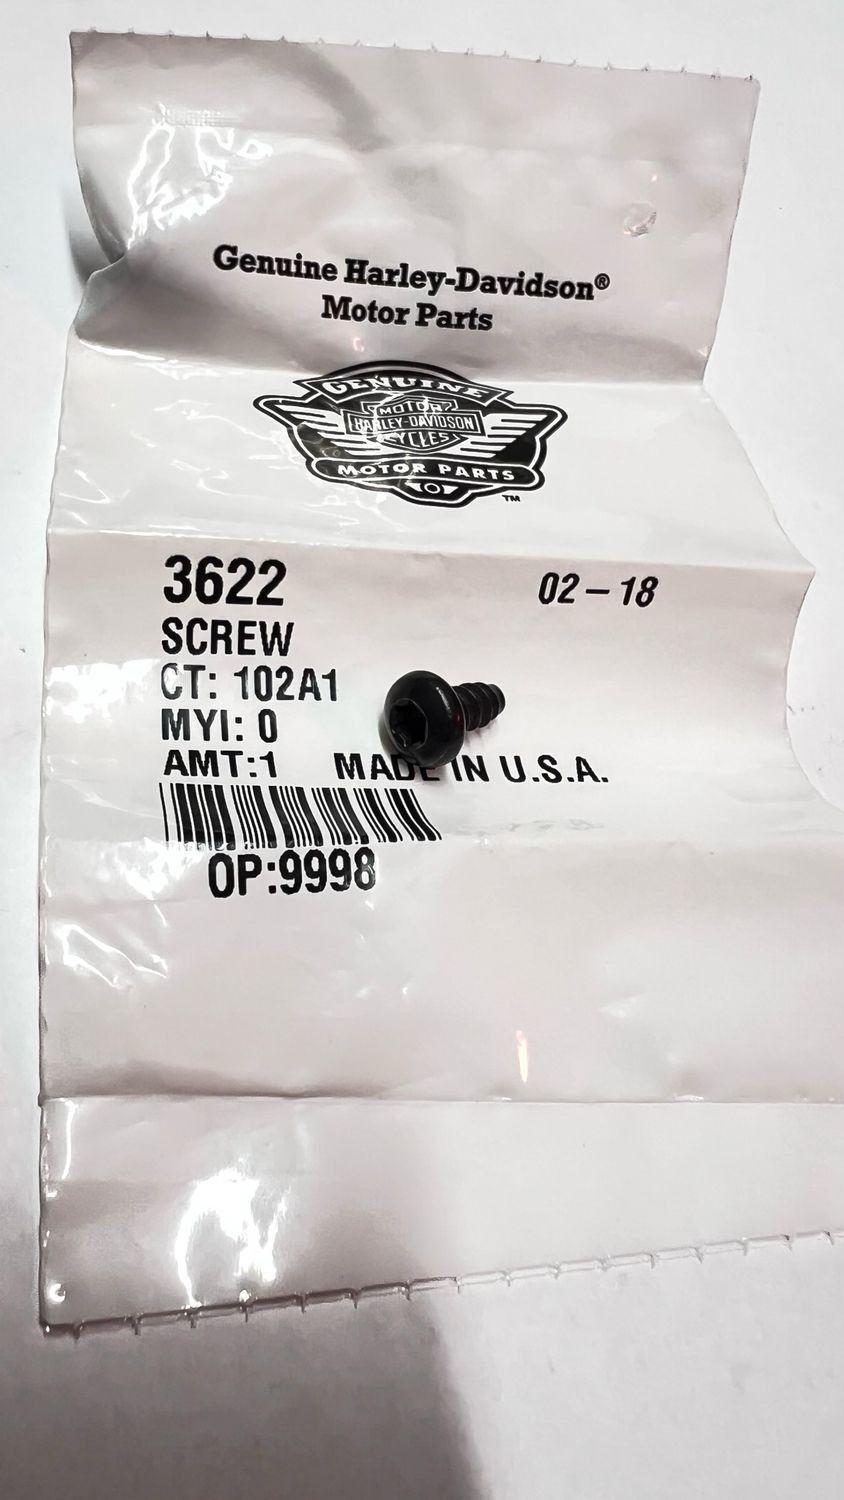 Genuine Harley-Davidson®
Motor Parts
GENUINE
MOTOR
HARLEY-DAVIDSON
CYCLES
MOTOR PARTS
™
3622
02 – 18
SCREW
CT: 102A1
MYI: 0
AMT:1 MADE IN U.S.A.
OP:9998